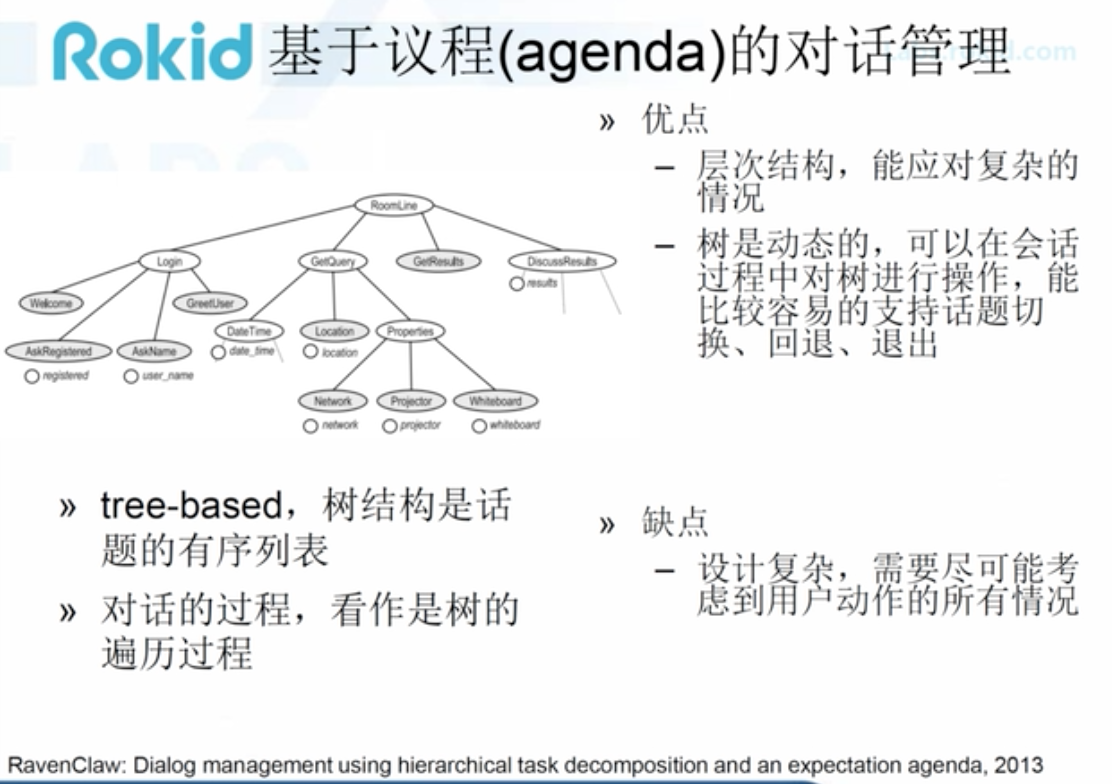 Rokid 基于议程(agenda)的对话管理
» 优点
– 层次结构，能应对复杂的
情况
– 树是动态的，可以在会话
过程中对树进行操作，能
比较容易的支持话题切
换、回退、退出
RoomLine
Login
GetQuery
GetResults
DiscussResults
results
Welcome
GreetUser
DateTime
date_time
Location
location
Properties
AskRegistered
registered
AskName
user_name
Network
network
Projector
projector
Whiteboard
whiteboard
» tree-based，树结构是话
题的有序列表
» 对话的过程，看作是树的
遍历过程
» 缺点
– 设计复杂，需要尽可能考
虑到用户动作的所有情况
RavenClaw: Dialog management using hierarchical task decomposition and an expectation agenda, 2013